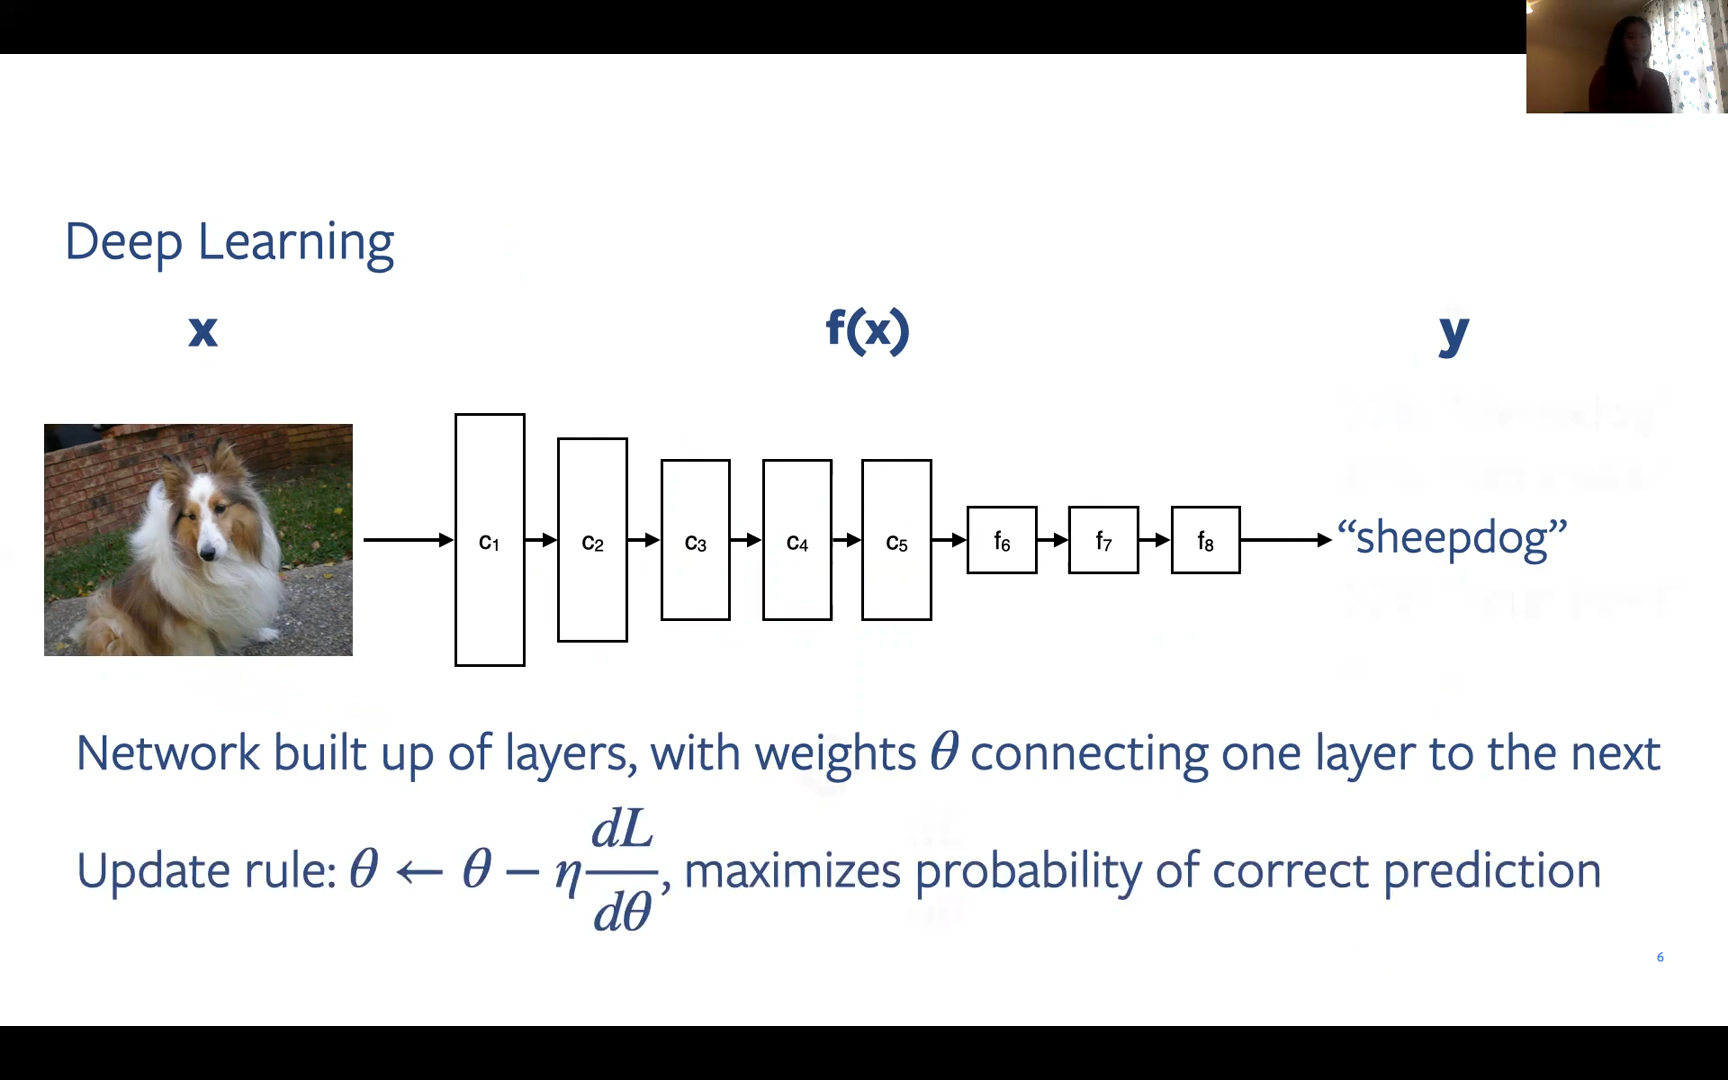 Deep Learning
x f(x) y
c₁ c₂ c₃ c₄ c₅ f₆ f₇ f₈ “sheepdog”
Network built up of layers, with weights θ connecting one layer to the next
Update rule: θ ← θ − η dL/dθ, maximizes probability of correct prediction
6